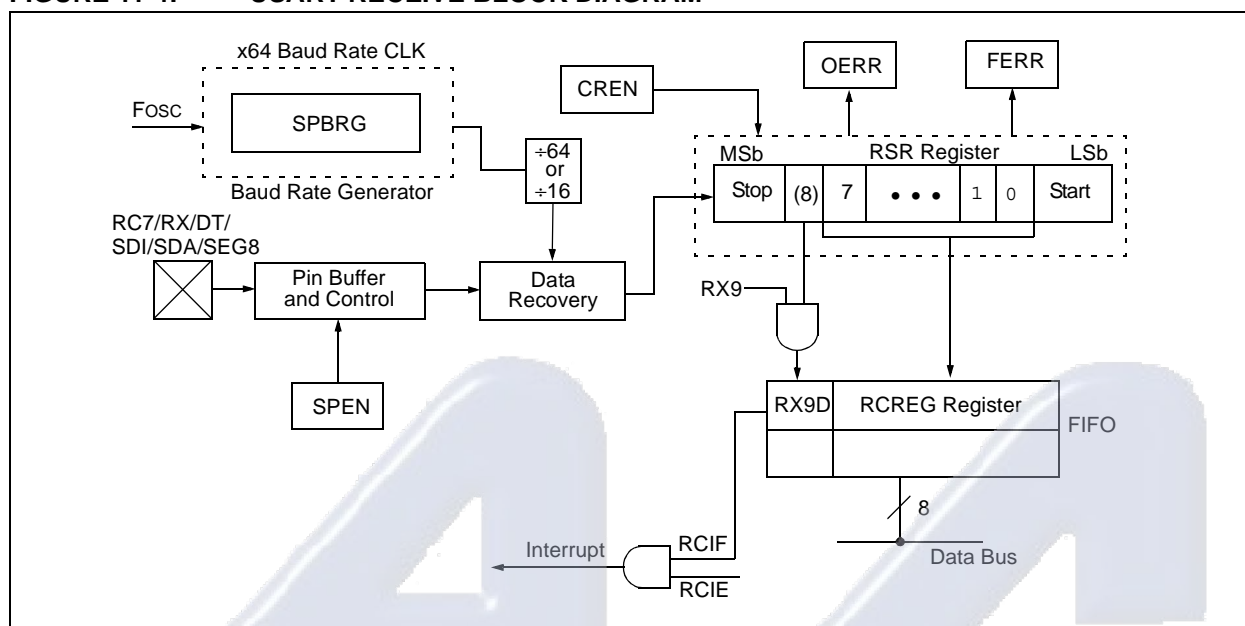 x64 Baud Rate CLK
FOSC
SPBRG
Baud Rate Generator
÷64
or
÷16
CREN
OERR
FERR
MSb
RSR Register
LSb
Stop
(8)
7
• • •
1
0
Start
RC7/RX/DT/
SDI/SDA/SEG8
Pin Buffer
and Control
Data
Recovery
SPEN
RX9
RX9D
RCREG Register
FIFO
8
Data Bus
Interrupt
RCIF
RCIE